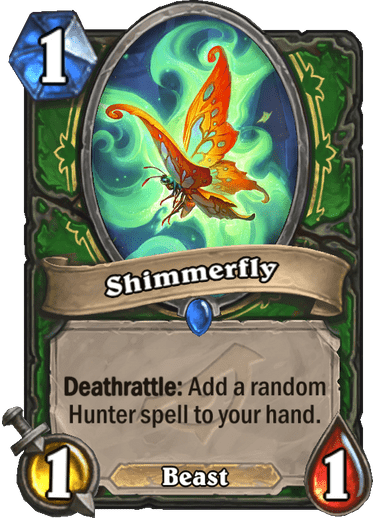 1
Shimmerfly
Deathrattle: Add a random
Hunter spell to your hand.
1
Beast
1